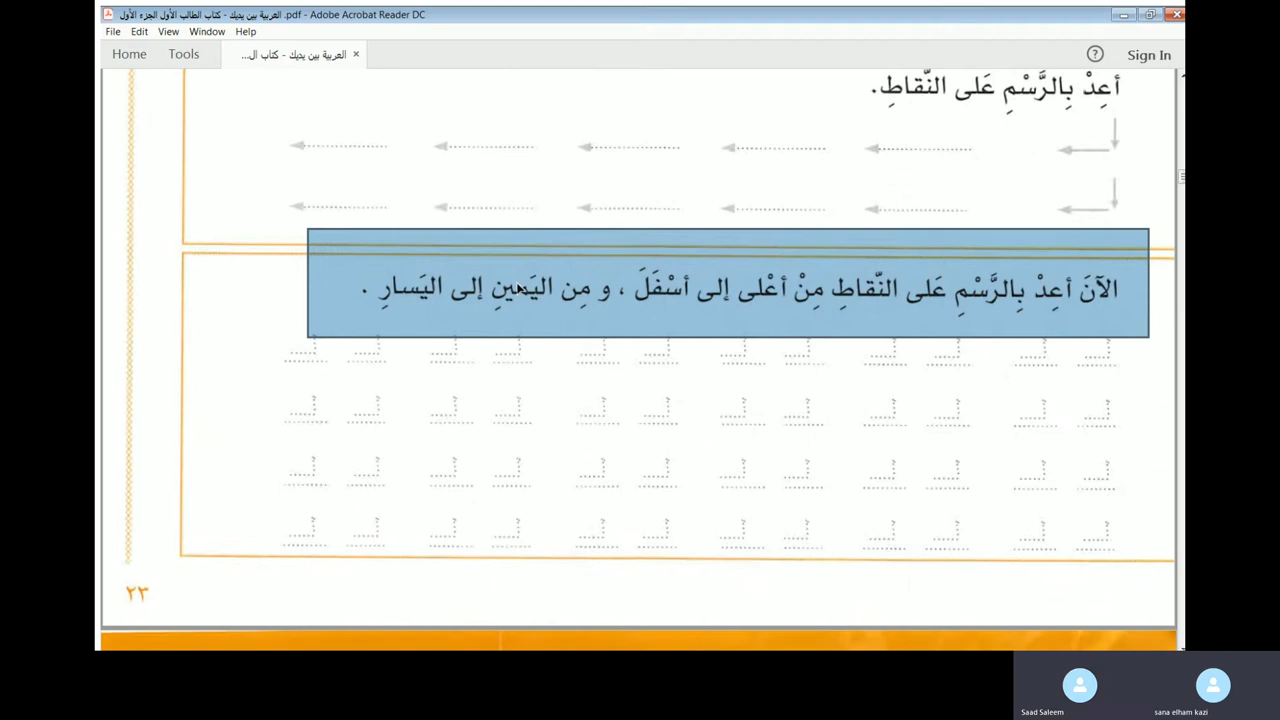 العربية بين يديك - كتاب الطالب الأول الجزء الأول.pdf - Adobe Acrobat Reader DC
File Edit View Window Help
Home Tools العربية بين يديك - كتاب ال... ×
? Sign In
أعِدْ بِالرَّسْمِ عَلى النَّقاطِ.
الآنَ أعِدْ بِالرَّسْمِ عَلى النَّقاطِ مِنْ أعْلى إلى أسْفَلَ ، و مِن اليَمينِ إلى اليَسارِ .
٢٣
Saad Saleem
sana elham kazi